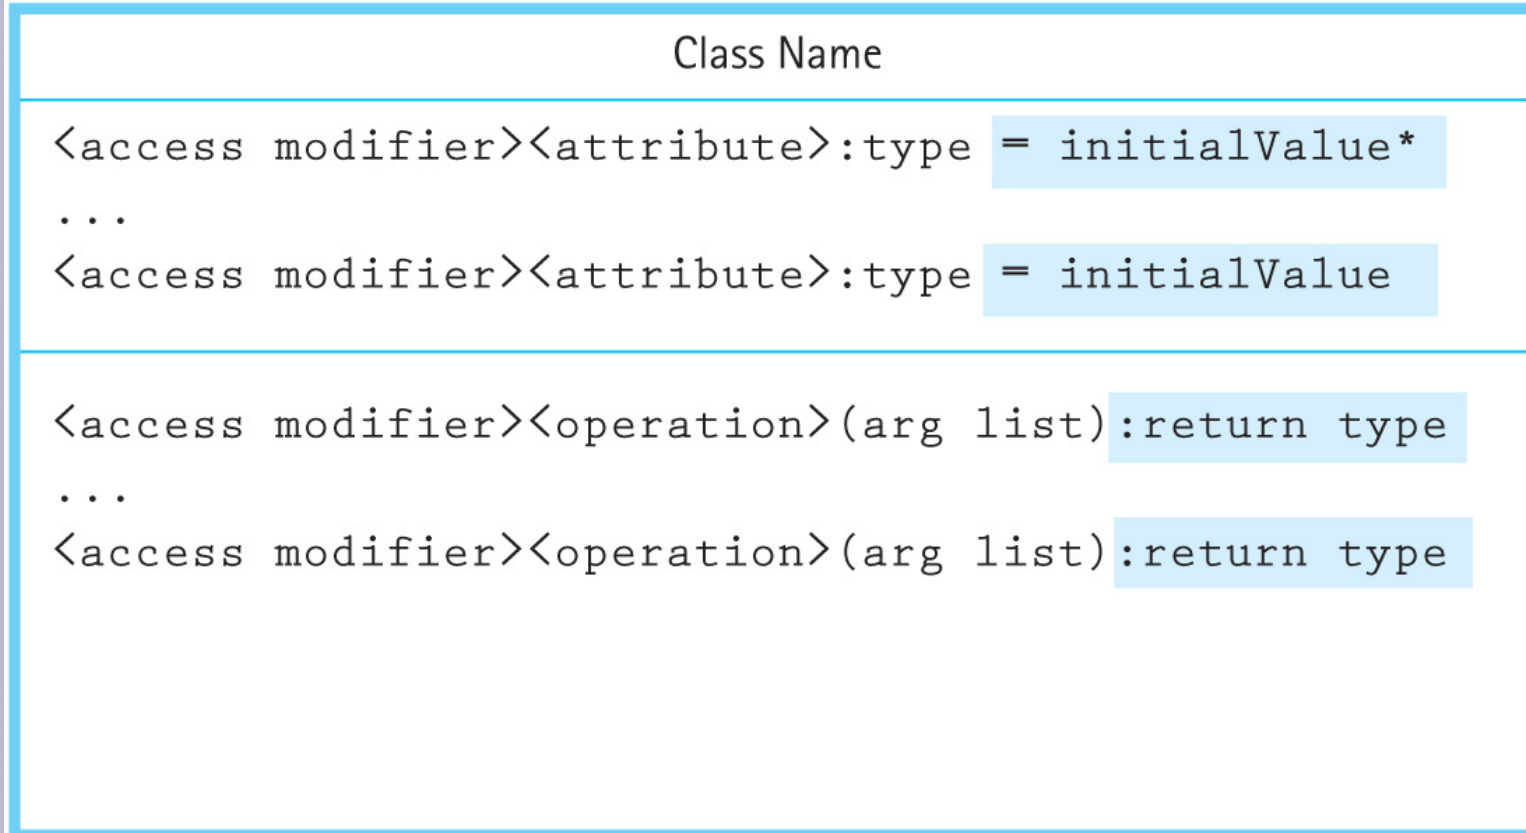 Class Name
<access modifier><attribute>:type = initialValue*
...
<access modifier><attribute>:type = initialValue
<access modifier><operation>(arg list):return type
...
<access modifier><operation>(arg list):return type